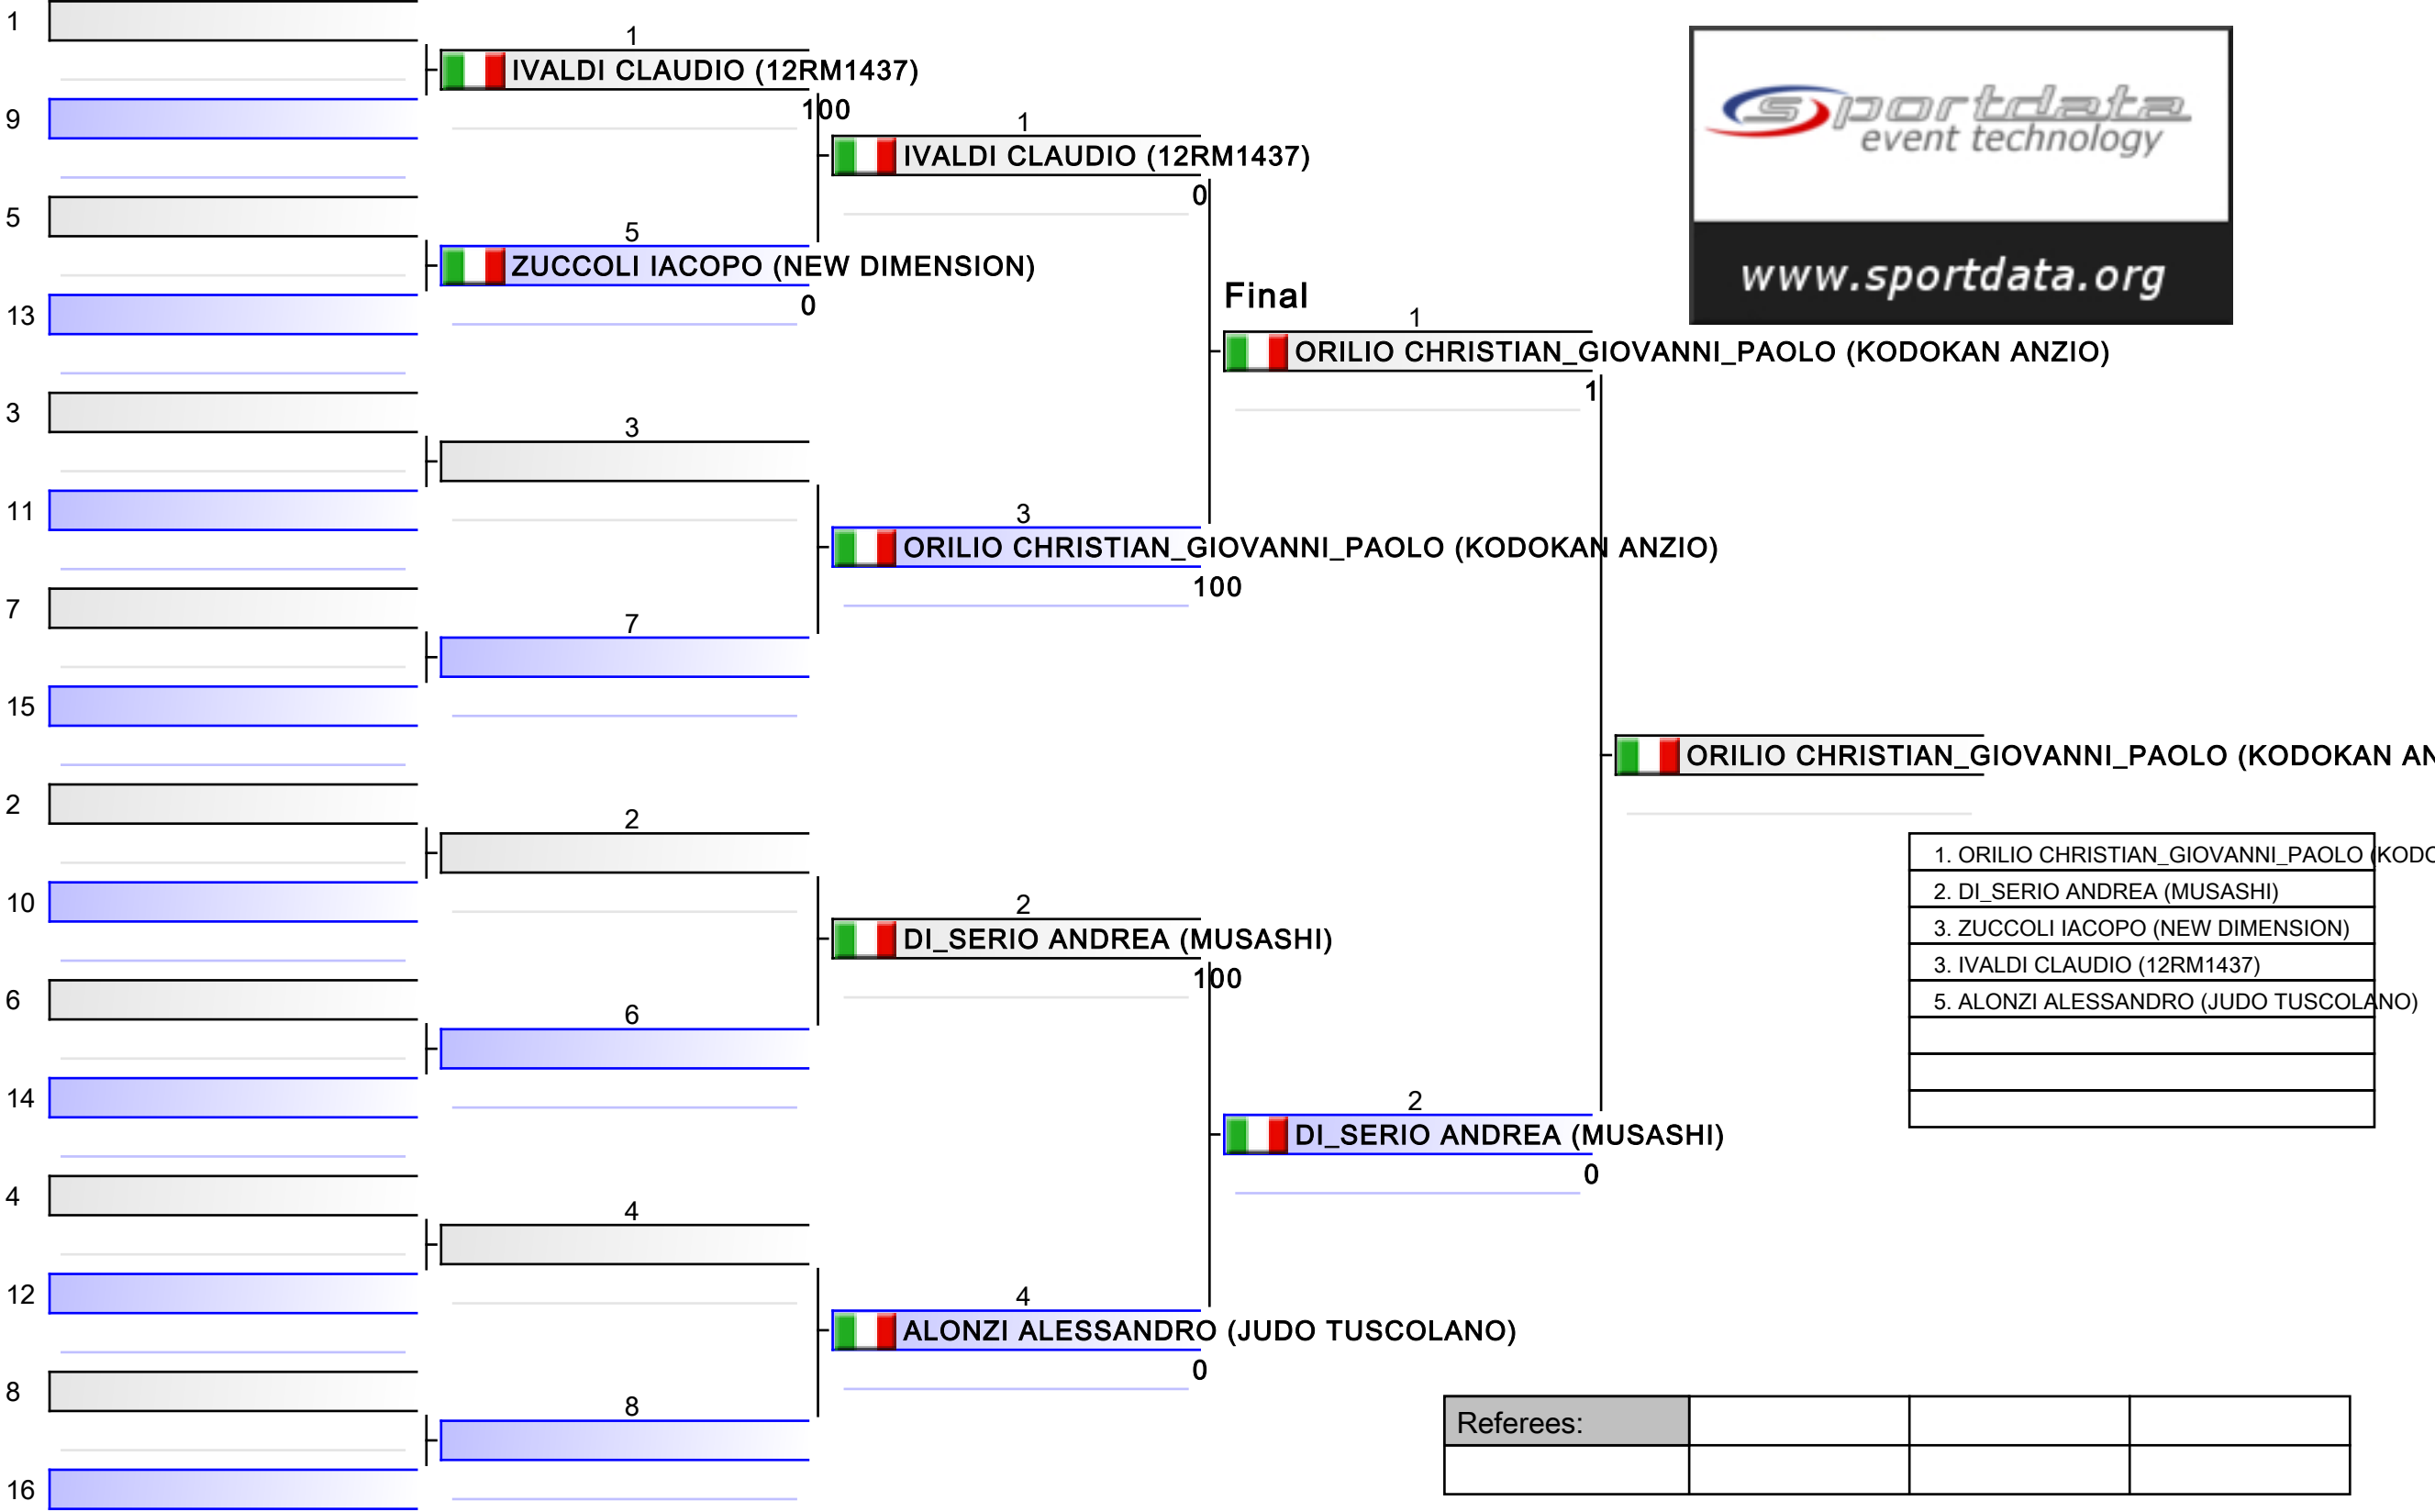 1
9
5
13
3
11
7
15
2
10
6
14
4
12
8
16
1
IVALDI CLAUDIO (12RM1437)
100
5
ZUCCOLI IACOPO (NEW DIMENSION)
0
3
7
2
6
4
8
1
IVALDI CLAUDIO (12RM1437)
0
3
ORILIO CHRISTIAN_GIOVANNI_PAOLO (KODOKAN ANZIO)
100
2
DI_SERIO ANDREA (MUSASHI)
100
4
ALONZI ALESSANDRO (JUDO TUSCOLANO)
0
Final
1
ORILIO CHRISTIAN_GIOVANNI_PAOLO (KODOKAN ANZIO)
1
2
DI_SERIO ANDREA (MUSASHI)
0
ORILIO CHRISTIAN_GIOVANNI_PAOLO (KODOKAN AN
sportdata
event technology
www.sportdata.org
1. ORILIO CHRISTIAN_GIOVANNI_PAOLO (KODO
2. DI_SERIO ANDREA (MUSASHI)
3. ZUCCOLI IACOPO (NEW DIMENSION)
3. IVALDI CLAUDIO (12RM1437)
5. ALONZI ALESSANDRO (JUDO TUSCOLANO)
Referees: